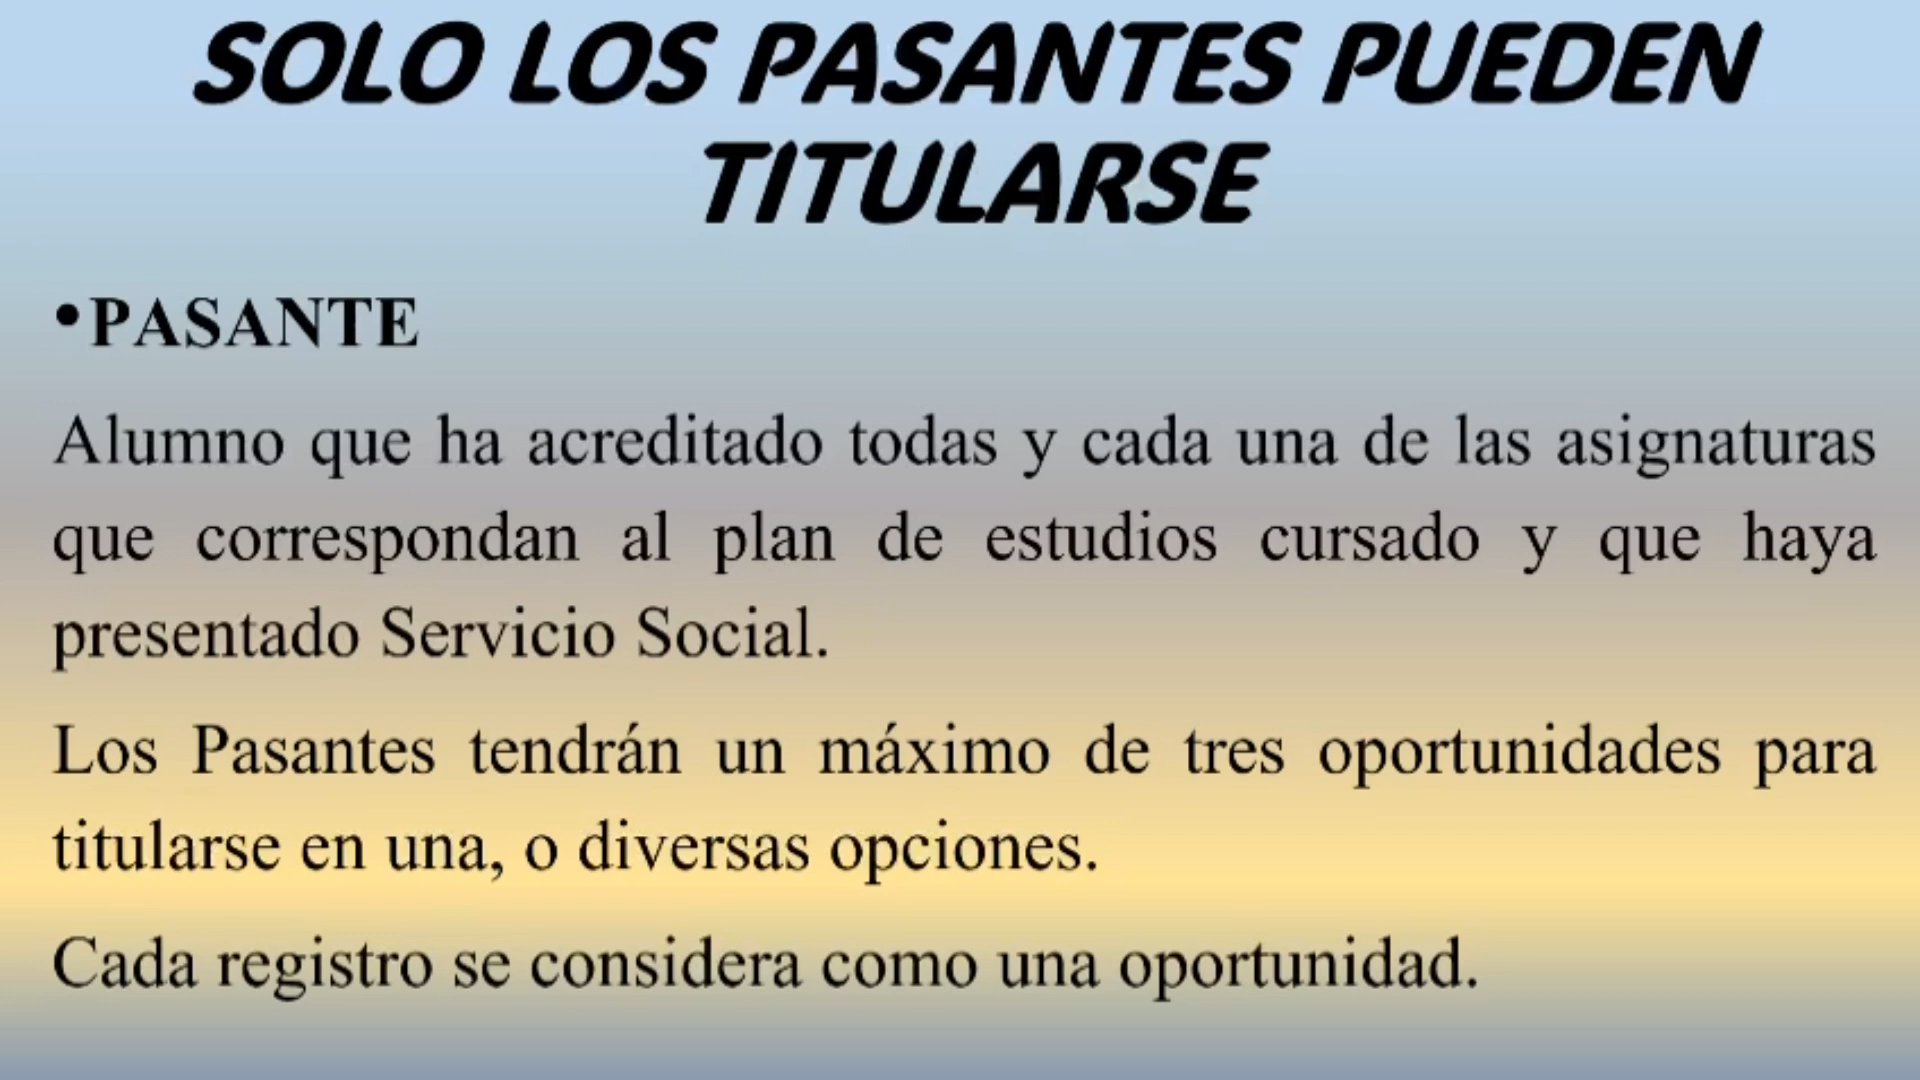 SOLO LOS PASANTES PUEDEN
TITULARSE
•PASANTE
Alumno que ha acreditado todas y cada una de las asignaturas
que correspondan al plan de estudios cursado y que haya
presentado Servicio Social.
Los Pasantes tendrán un máximo de tres oportunidades para
titularse en una, o diversas opciones.
Cada registro se considera como una oportunidad.